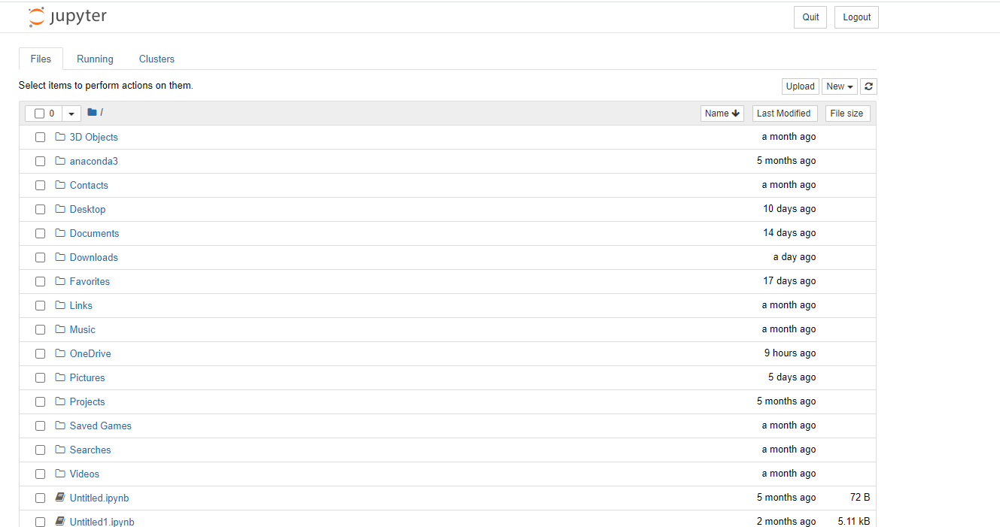 jupyter Quit Logout
Files Running Clusters
Select items to perform actions on them. Upload New
0 / Name Last Modified File size
3D Objects a month ago
anaconda3 5 months ago
Contacts a month ago
Desktop 10 days ago
Documents 14 days ago
Downloads a day ago
Favorites 17 days ago
Links a month ago
Music a month ago
OneDrive 9 hours ago
Pictures 5 days ago
Projects 5 months ago
Saved Games a month ago
Searches a month ago
Videos a month ago
Untitled.ipynb 5 months ago 72 B
Untitled1.ipynb 2 months ago 5.11 kB